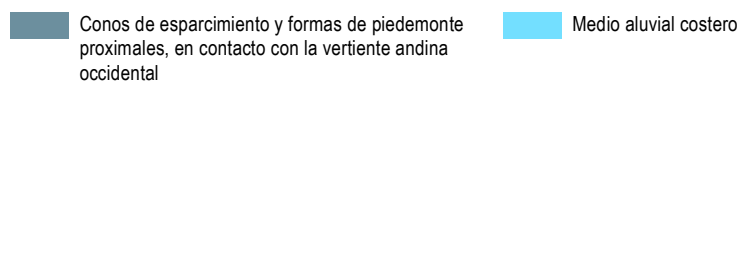 Conos de esparcimiento y formas de piedemonte
proximales, en contacto con la vertiente andina
occidental
Medio aluvial costero